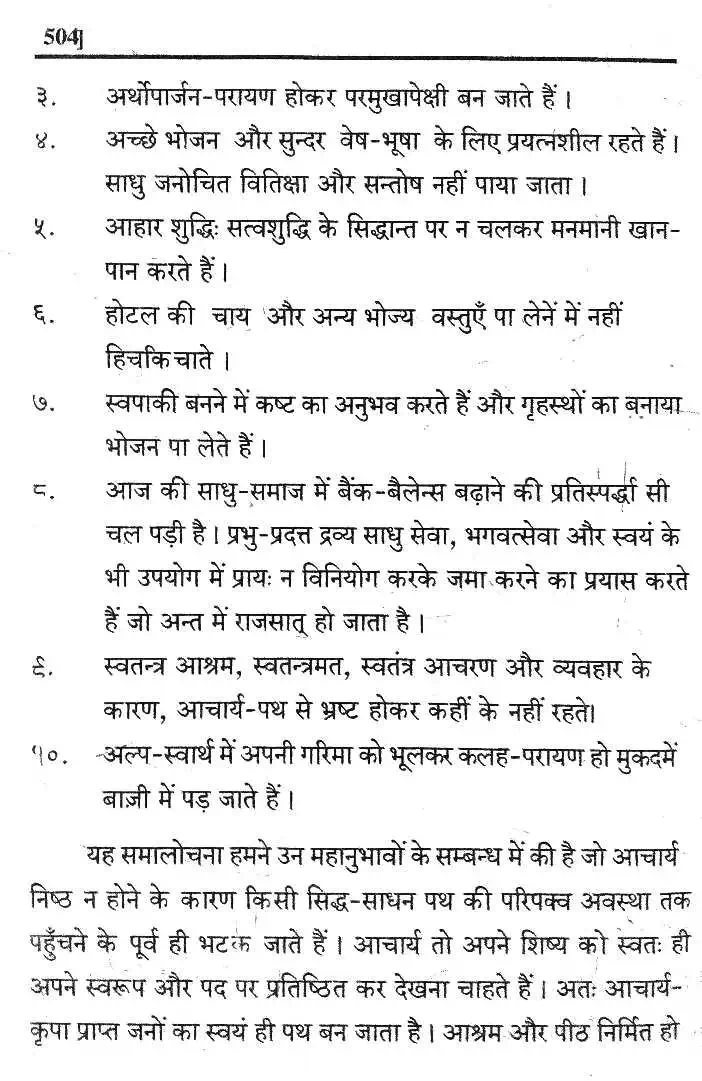 504]
३. अर्थोपार्जन-परायण होकर परमुखापेक्षी बन जाते हैं ।
४. अच्छे भोजन और सुन्दर वेष-भूषा के लिए प्रयत्नशील रहते हैं ।
साधु जनोचित वितिक्षा और सन्तोष नहीं पाया जाता ।
५. आहार शुद्धिः सत्वशुद्धि के सिद्धान्त पर न चलकर मनमानी खान-
पान करते हैं ।
६. होटल की चाय और अन्य भोज्य वस्तुएँ पा लेनें में नहीं
हिचकिचाते ।
७. स्वपाकी बनने में कष्ट का अनुभव करते हैं और गृहस्थों का बनाया
भोजन पा लेते हैं ।
८. आज की साधु-समाज में बैंक-बैलेन्स बढ़ाने की प्रतिस्पर्द्धा सी
चल पड़ी है । प्रभु-प्रदत्त द्रव्य साधु सेवा, भगवत्सेवा और स्वयं के
भी उपयोग में प्रायः न विनियोग करके जमा करने का प्रयास करते
हैं जो अन्त में राजसात् हो जाता है ।
९. स्वतन्त्र आश्रम, स्वतन्त्रमत, स्वतंत्र आचरण और व्यवहार के
कारण, आचार्य-पथ से भ्रष्ट होकर कहीं के नहीं रहते।
१०. अल्प-स्वार्थ में अपनी गरिमा को भूलकर कलह-परायण हो मुकदमें
बाज़ी में पड़ जाते हैं ।
यह समालोचना हमने उन महानुभावों के सम्बन्ध में की है जो आचार्य
निष्ठ न होने के कारण किसी सिद्ध-साधन पथ की परिपक्व अवस्था तक
पहुँचने के पूर्व ही भटक जाते हैं । आचार्य तो अपने शिष्य को स्वतः ही
अपने स्वरूप और पद पर प्रतिष्ठित कर देखना चाहते हैं । अतः आचार्य-
कृपा प्राप्त जनों का स्वयं ही पथ बन जाता है । आश्रम और पीठ निर्मित हो